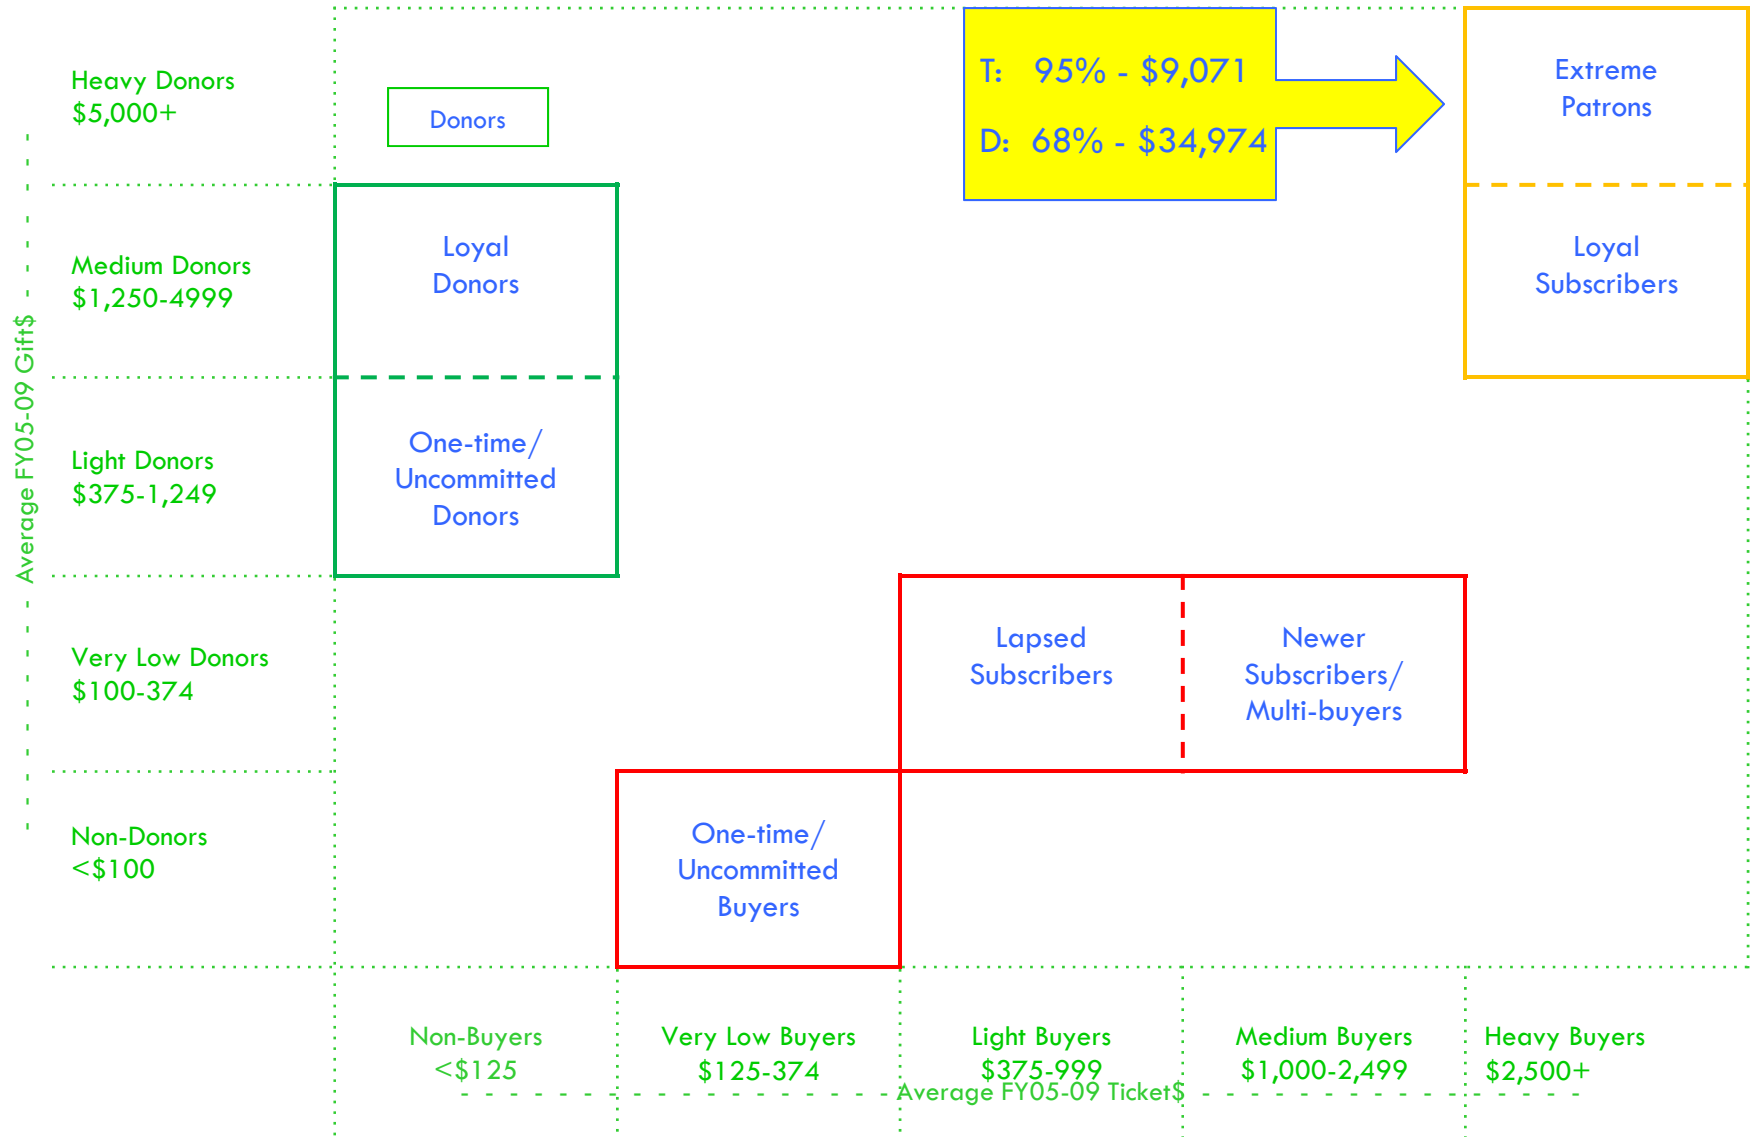 Heavy Donors
$5,000+
Donors
T: 95% - $9,071
D: 68% - $34,974
Extreme
Patrons
Medium Donors
$1,250-4999
Loyal
Donors
Loyal
Subscribers
Average FY05-09 Gift$
Light Donors
$375-1,249
One-time/
Uncommitted
Donors
Very Low Donors
$100-374
Lapsed
Subscribers
Newer
Subscribers/
Multi-buyers
Non-Donors
<$100
One-time/
Uncommitted
Buyers
Non-Buyers
<$125
Very Low Buyers
$125-374
Light Buyers
$375-999
Medium Buyers
$1,000-2,499
Heavy Buyers
$2,500+
Average FY05-09 Ticket$